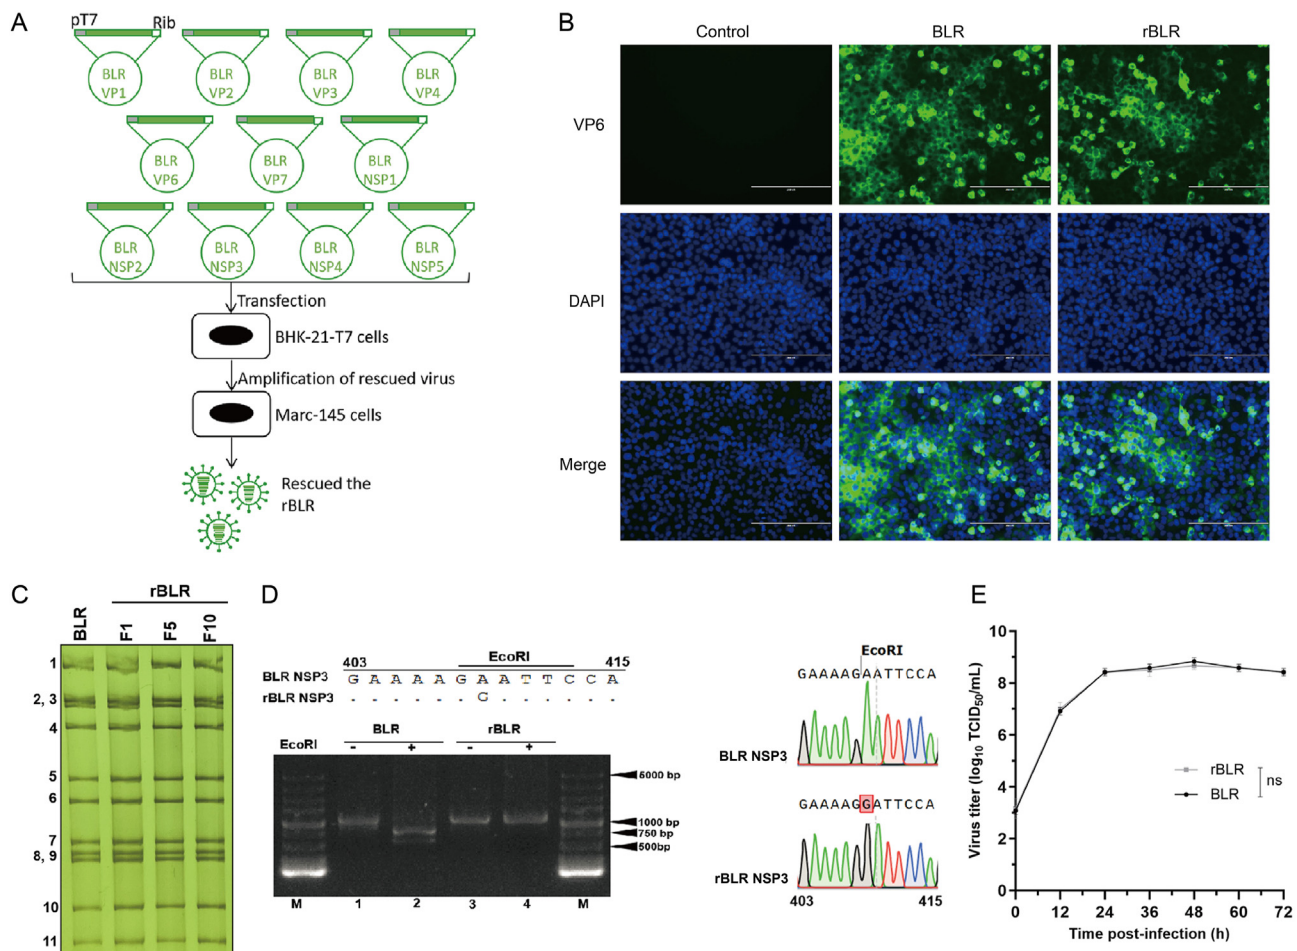 A
pT7
Rib
BLR
VP1
BLR
VP2
BLR
VP3
BLR
VP4
BLR
VP6
BLR
VP7
BLR
NSP1
BLR
NSP2
BLR
NSP3
BLR
NSP4
BLR
NSP5
Transfection
BHK-21-T7 cells
Amplification of rescued virus
Marc-145 cells
Rescued the
rBLR
B
Control
BLR
rBLR
VP6
DAPI
Merge
C
rBLR
BLR
F1
F5
F10
1
2, 3
4
5
6
7
8, 9
10
11
D
403
EcoRI
415
BLR NSP3
G A A A A G A A T T C C A
rBLR NSP3
- - - - - - G - - - - - -
BLR
rBLR
EcoRI
- + - +
5000 bp
1000 bp
750 bp
500bp
M 1 2 3 4 M
EcoRI
GAAAAGAATTCCA
BLR NSP3
GAAAAGGATTCCA
rBLR NSP3
403
415
E
Virus titer (log10 TCID50/mL)
10
8
6
4
2
0
rBLR
BLR
ns
0 12 24 36 48 60 72
Time post-infection (h)